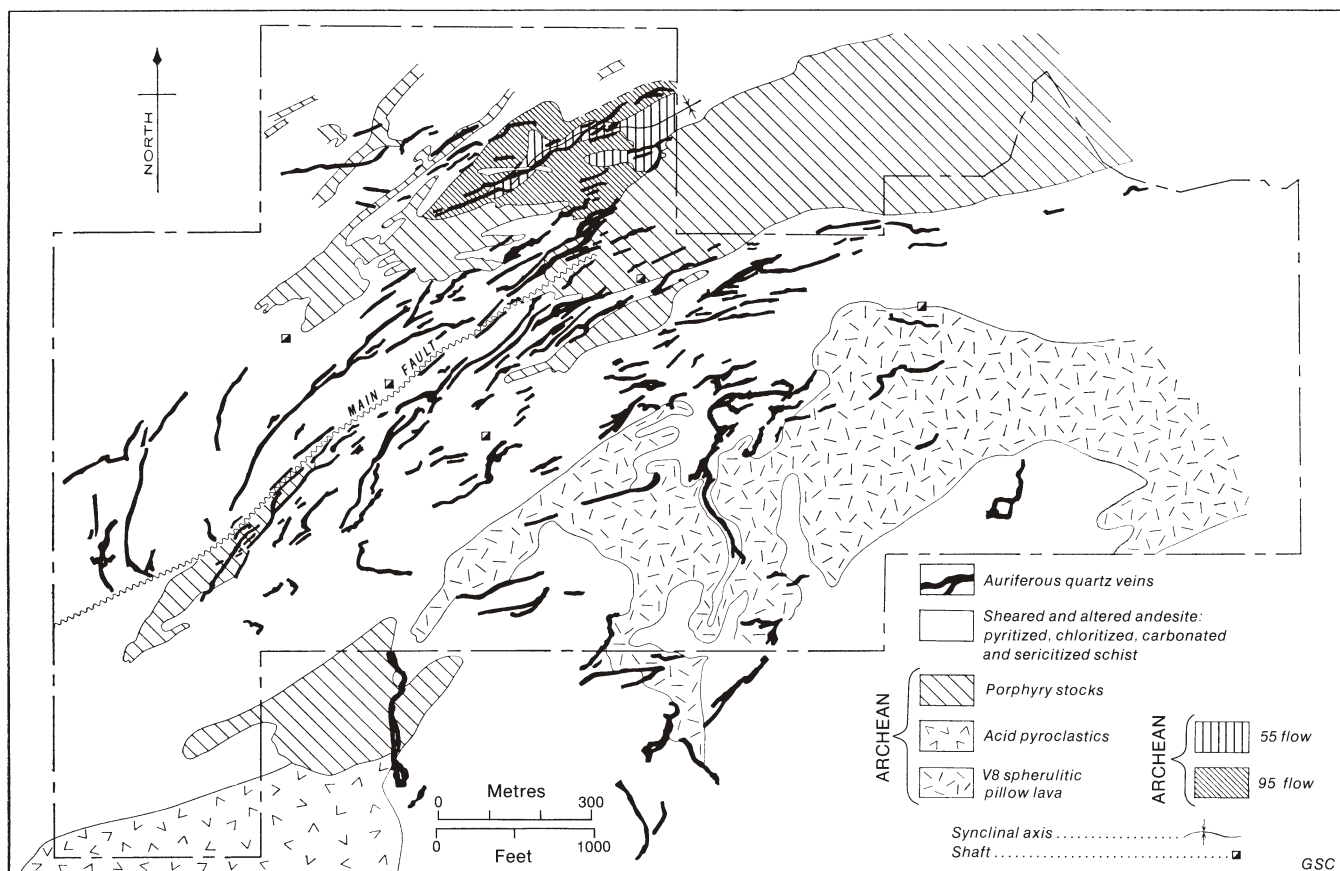 NORTH
MAIN FAULT
Auriferous quartz veins
Sheared and altered andesite:
pyritized, chloritized, carbonated
and sericitized schist
ARCHEAN
Porphyry stocks
Acid pyroclastics
V8 spherulitic
pillow lava
ARCHEAN
55 flow
95 flow
Metres
0 300
0 1000
Feet
Synclinal axis
Shaft
GSC